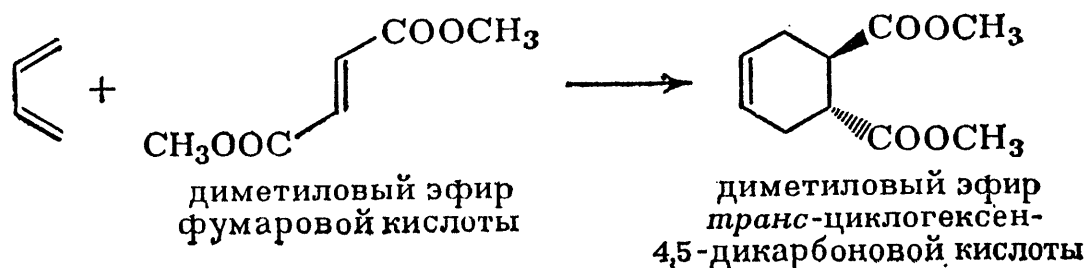 COOCH₃
+
CH₃OOC
COOCH₃
COOCH₃
диметиловый эфир
фумаровой кислоты
диметиловый эфир
транс-циклогексен-
4,5-дикарбоновой кислоты